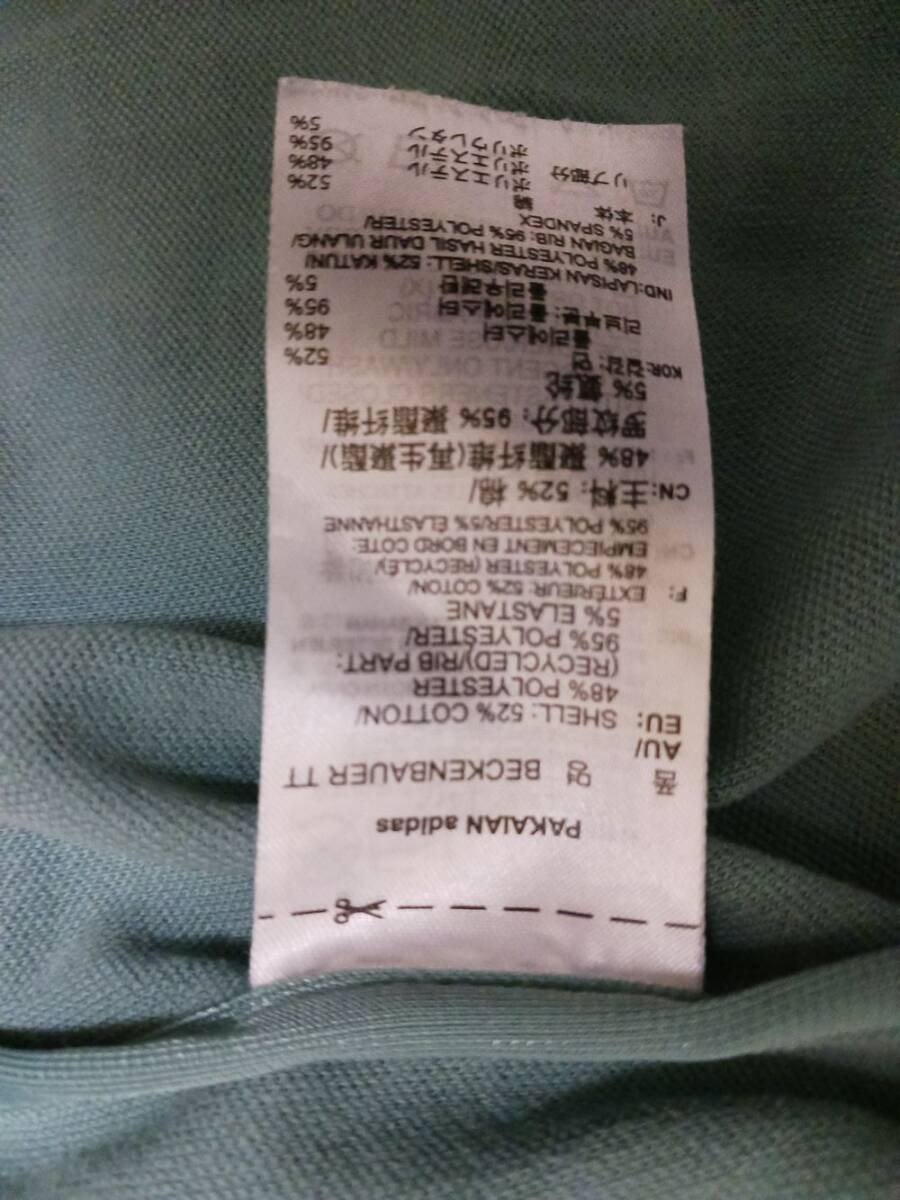 PAKAIAN adidas
품 명 BECKENBAUER TT
AU/
EU: SHELL: 52% COTTON/
48% POLYESTER
(RECYCLED)/RIB PART:
95% POLYESTER/
5% ELASTANE
F: EXTÉRIEUR: 52% COTON/
48% POLYESTER (RECYCLÉ)/
EMPIECEMENT EN BORD COTE:
95% POLYESTER/5% ELASTHANNE
CN: 主料: 52% 棉/
48% 聚酯纤维(再生聚酯)/
罗纹部分: 95% 聚酯纤维/
5% 氨纶
KOR: 겉감: 면 52%
폴리에스터 48%
리브부분: 폴리에스터 95%
폴리우레탄 5%
IND: LAPISAN KERAS/SHELL: 52% KATUN/
48% POLYESTER HASIL DAUR ULANG/
BAGIAN RIB: 95% POLYESTER/
5% SPANDEX
J: 本体 綿 52%
ポリエステル 48%
リブ部分 ポリエステル 95%
ポリウレタン 5%